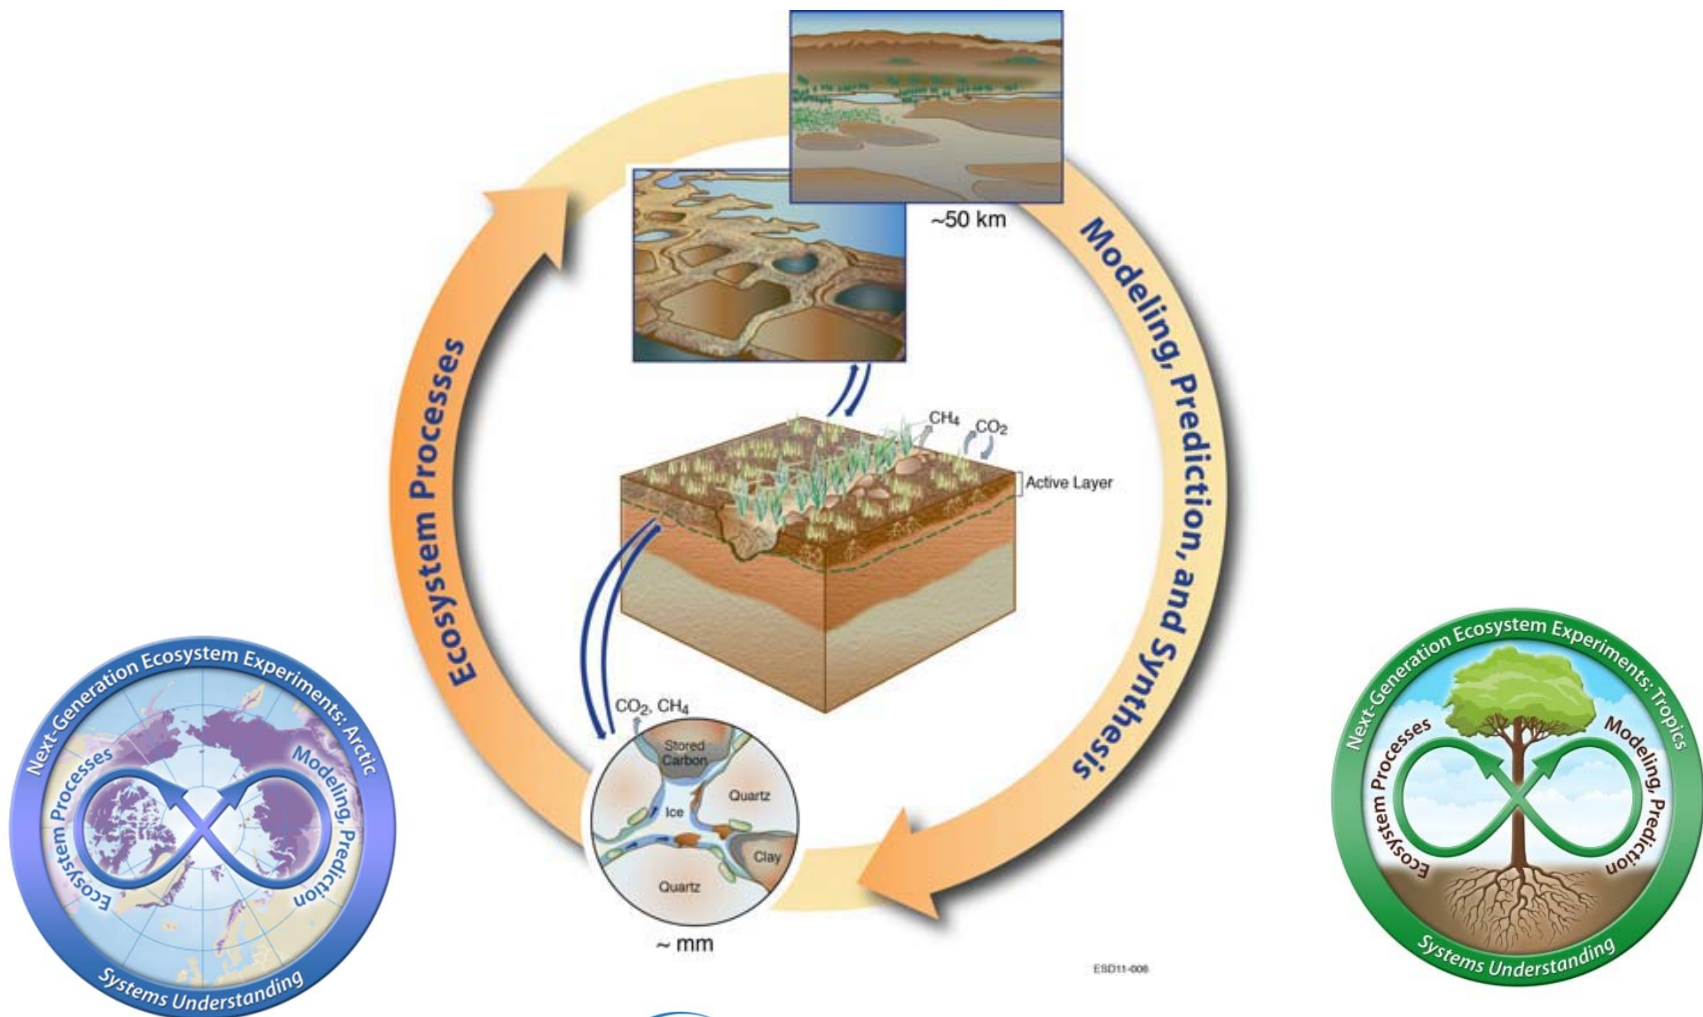 ~50 km
Modeling, Prediction, and Synthesis
Ecosystem Processes
CH4
CO2
Active Layer
CO2, CH4
Stored
Carbon
Quartz
Ice
Clay
Quartz
~ mm
ESD11-006
Next-Generation Ecosystem Experiments: Arctic
Ecosystem Processes
Modeling, Prediction
Systems Understanding
Next-Generation Ecosystem Experiments: Tropics
Ecosystem Processes
Modeling, Prediction
Systems Understanding